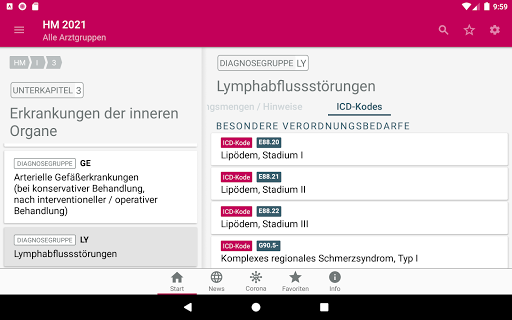 9:59
HM 2021
Alle Arztgruppen
HM I 3
UNTERKAPITEL 3
Erkrankungen der inneren
Organe
DIAGNOSEGRUPPE GE
Arterielle Gefäßerkrankungen
(bei konservativer Behandlung,
nach interventioneller / operativer
Behandlung)
DIAGNOSEGRUPPE LY
Lymphabflussstörungen
DIAGNOSEGRUPPE LY
Lymphabflussstörungen
ngsmengen / Hinweise ICD-Kodes
BESONDERE VERORDNUNGSBEDARFE
ICD-Kode E88.20
Lipödem, Stadium I
ICD-Kode E88.21
Lipödem, Stadium II
ICD-Kode E88.22
Lipödem, Stadium III
ICD-Kode G90.5-
Komplexes regionales Schmerzsyndrom, Typ I
Start News Corona Favoriten Info